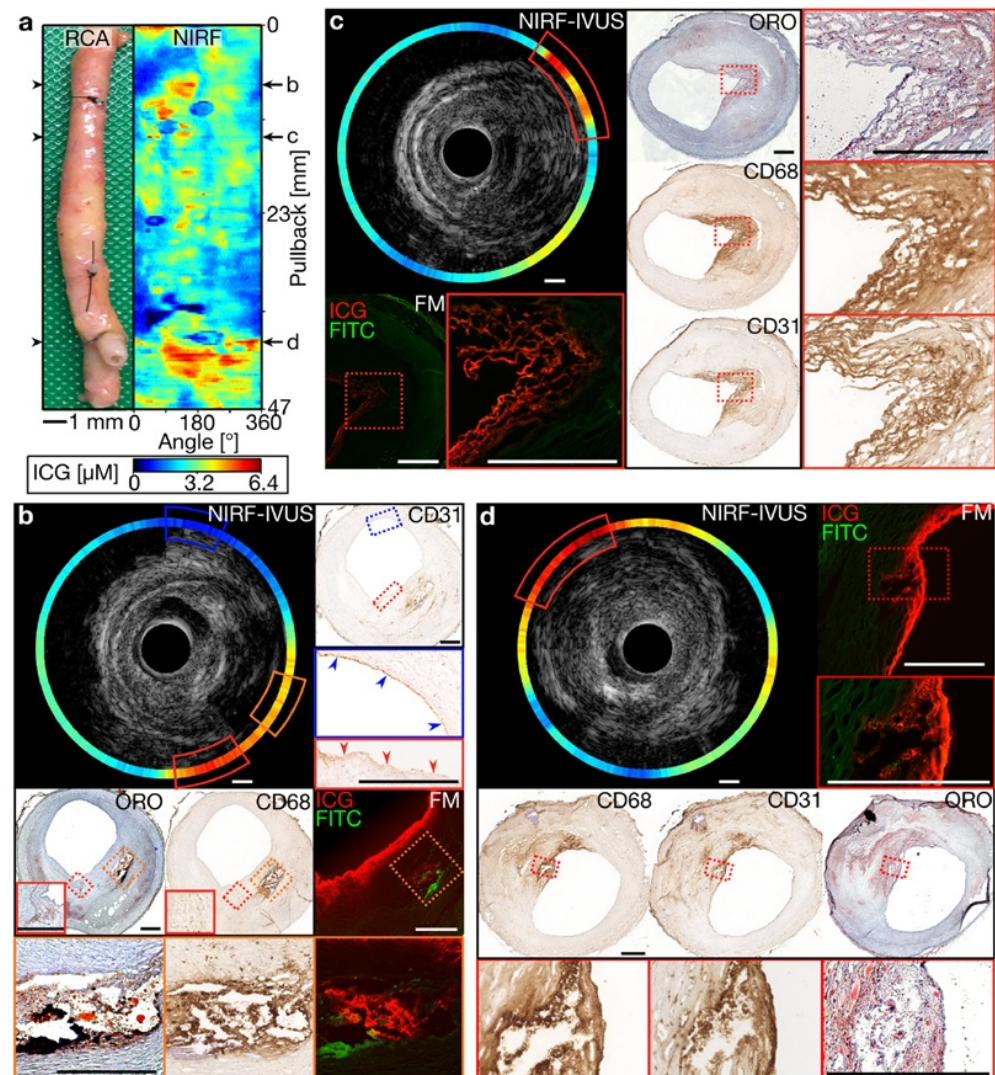 a
RCA
NIRF
0
b
c
23
Pullback [mm]
d
47
1 mm
0
180
360
Angle [°]
ICG [µM]
0
3.2
6.4
c
NIRF-IVUS
ORO
CD68
CD31
ICG
FITC
FM
b
NIRF-IVUS
CD31
ORO
CD68
ICG
FITC
FM
d
NIRF-IVUS
ICG
FITC
FM
CD68
CD31
ORO